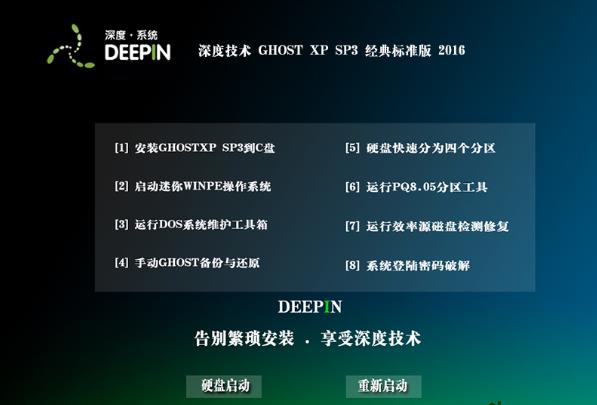 深度·系统
DEEPIN
深度技术 GHOST XP SP3 经典标准版 2016
[1] 安装GHOSTXP SP3到C盘
[2] 启动迷你WINPE操作系统
[3] 运行DOS系统维护工具箱
[4] 手动GHOST备份与还原
[5] 硬盘快速分为四个分区
[6] 运行PQ8.05分区工具
[7] 运行效率源磁盘检测修复
[8] 系统登陆密码破解
DEEPIN
告别繁琐安装 . 享受深度技术
硬盘启动
重新启动